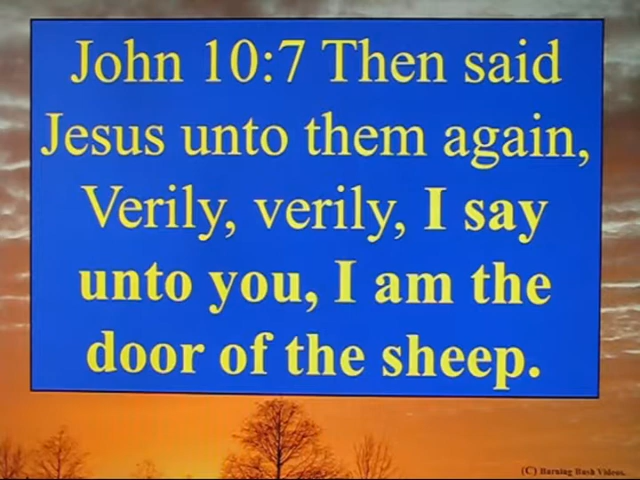 John 10:7 Then said
Jesus unto them again,
Verily, verily, I say
unto you, I am the
door of the sheep.
(C) Burning Bush Videos.